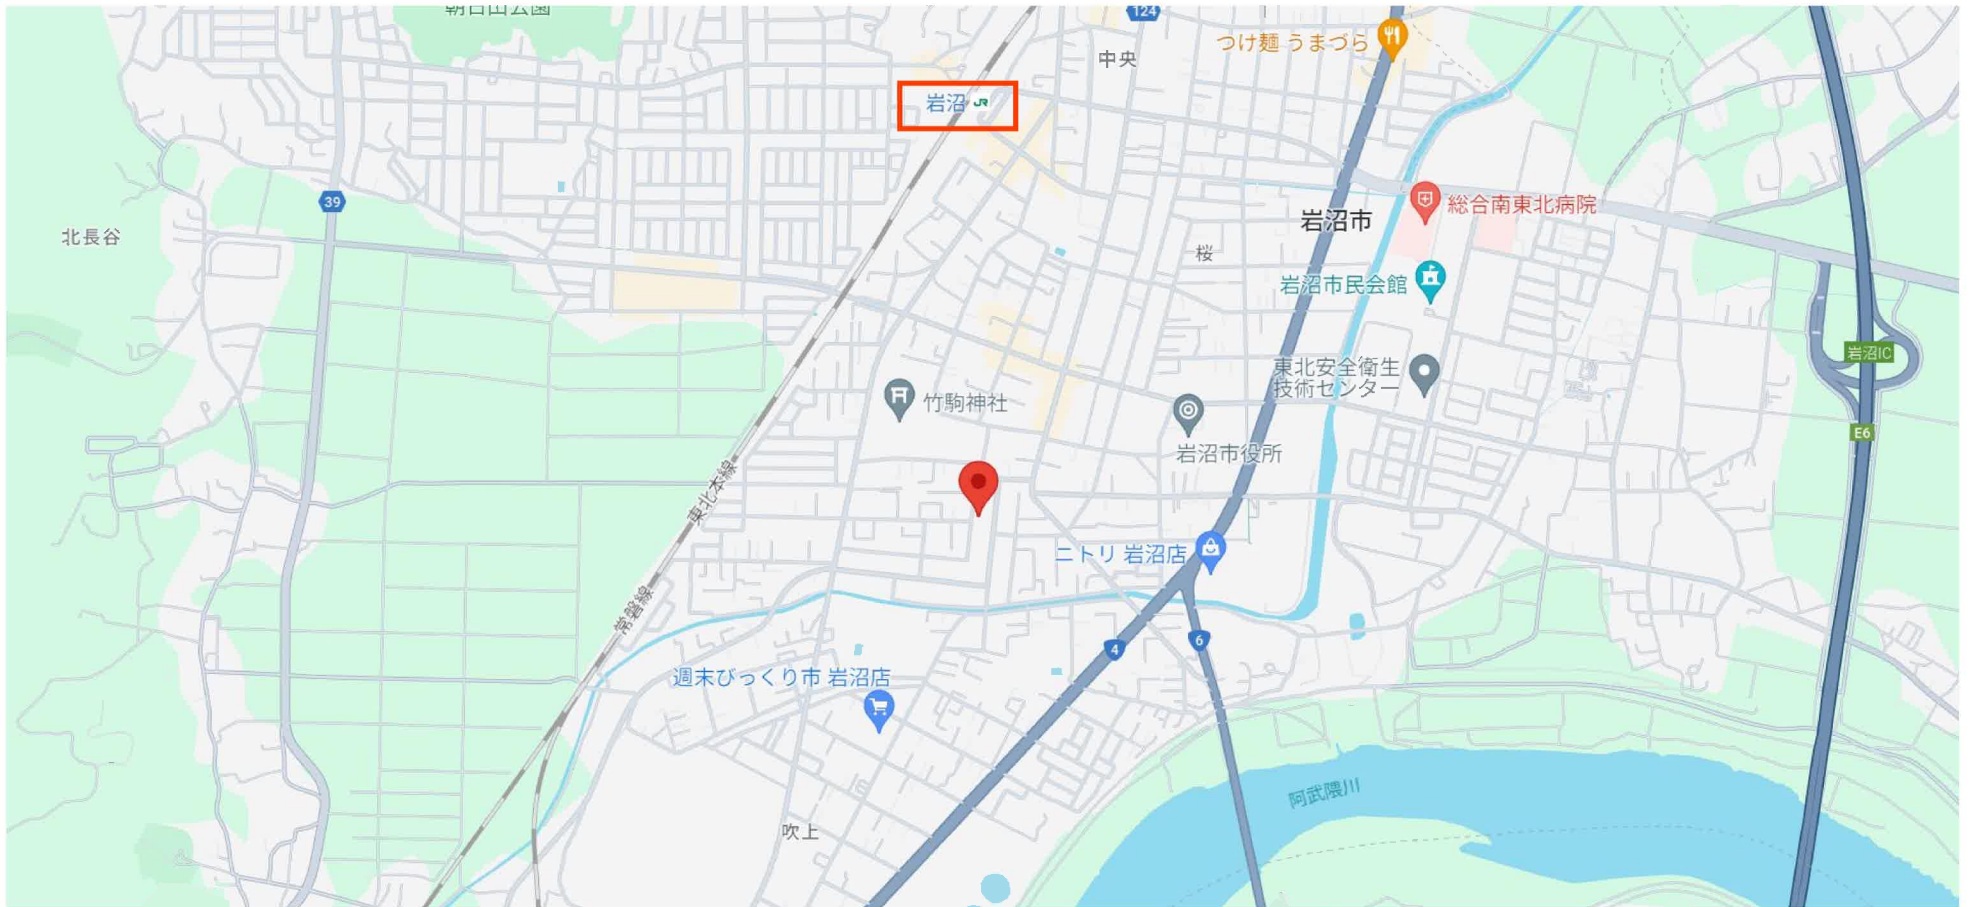 朝日山公園
124
つけ麺 うまづら
中央
岩沼 JR
39
総合南東北病院
岩沼市
北長谷
桜
岩沼市民会館
岩沼IC
東北安全衛生
技術センター
竹駒神社
E6
岩沼市役所
東北本線
ニトリ 岩沼店
常磐線
4
6
週末びっくり市 岩沼店
阿武隈川
吹上